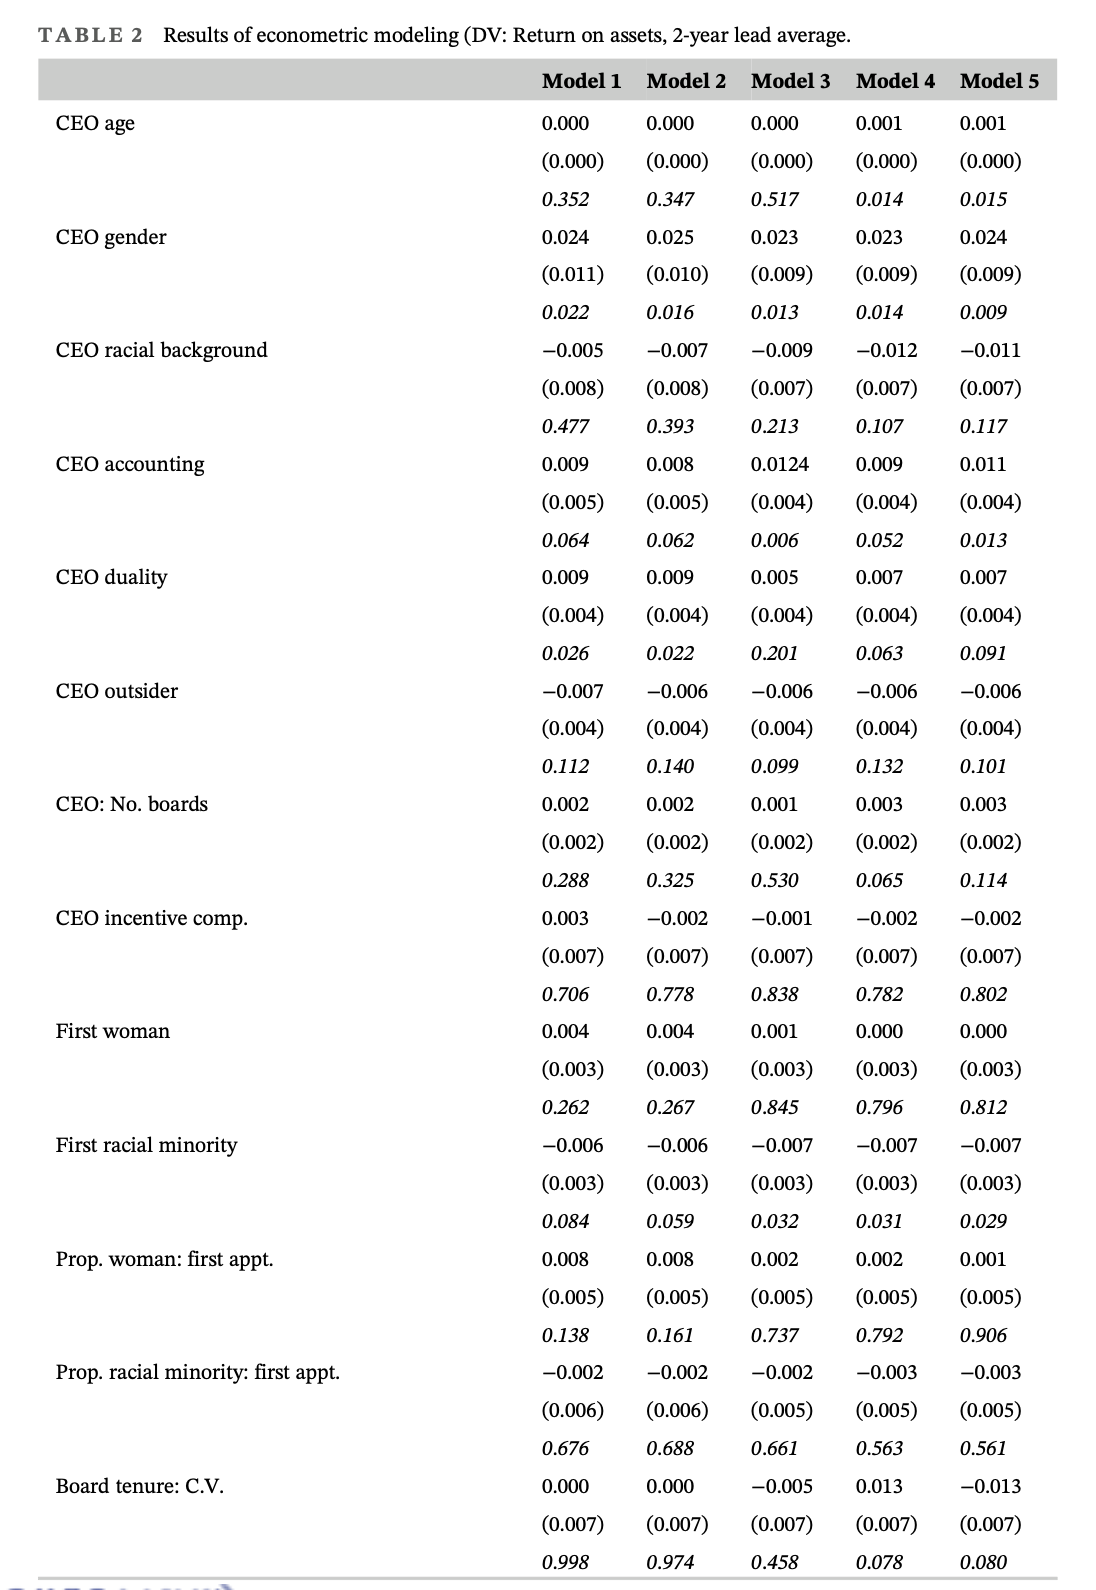 TABLE 2 Results of econometric modeling (DV: Return on assets, 2-year lead average.
Model 1 Model 2 Model 3 Model 4 Model 5
CEO age 0.000 0.000 0.000 0.001 0.001
(0.000) (0.000) (0.000) (0.000) (0.000)
0.352 0.347 0.517 0.014 0.015
CEO gender 0.024 0.025 0.023 0.023 0.024
(0.011) (0.010) (0.009) (0.009) (0.009)
0.022 0.016 0.013 0.014 0.009
CEO racial background −0.005 −0.007 −0.009 −0.012 −0.011
(0.008) (0.008) (0.007) (0.007) (0.007)
0.477 0.393 0.213 0.107 0.117
CEO accounting 0.009 0.008 0.0124 0.009 0.011
(0.005) (0.005) (0.004) (0.004) (0.004)
0.064 0.062 0.006 0.052 0.013
CEO duality 0.009 0.009 0.005 0.007 0.007
(0.004) (0.004) (0.004) (0.004) (0.004)
0.026 0.022 0.201 0.063 0.091
CEO outsider −0.007 −0.006 −0.006 −0.006 −0.006
(0.004) (0.004) (0.004) (0.004) (0.004)
0.112 0.140 0.099 0.132 0.101
CEO: No. boards 0.002 0.002 0.001 0.003 0.003
(0.002) (0.002) (0.002) (0.002) (0.002)
0.288 0.325 0.530 0.065 0.114
CEO incentive comp. 0.003 −0.002 −0.001 −0.002 −0.002
(0.007) (0.007) (0.007) (0.007) (0.007)
0.706 0.778 0.838 0.782 0.802
First woman 0.004 0.004 0.001 0.000 0.000
(0.003) (0.003) (0.003) (0.003) (0.003)
0.262 0.267 0.845 0.796 0.812
First racial minority −0.006 −0.006 −0.007 −0.007 −0.007
(0.003) (0.003) (0.003) (0.003) (0.003)
0.084 0.059 0.032 0.031 0.029
Prop. woman: first appt. 0.008 0.008 0.002 0.002 0.001
(0.005) (0.005) (0.005) (0.005) (0.005)
0.138 0.161 0.737 0.792 0.906
Prop. racial minority: first appt. −0.002 −0.002 −0.002 −0.003 −0.003
(0.006) (0.006) (0.005) (0.005) (0.005)
0.676 0.688 0.661 0.563 0.561
Board tenure: C.V. 0.000 0.000 −0.005 0.013 −0.013
(0.007) (0.007) (0.007) (0.007) (0.007)
0.998 0.974 0.458 0.078 0.080